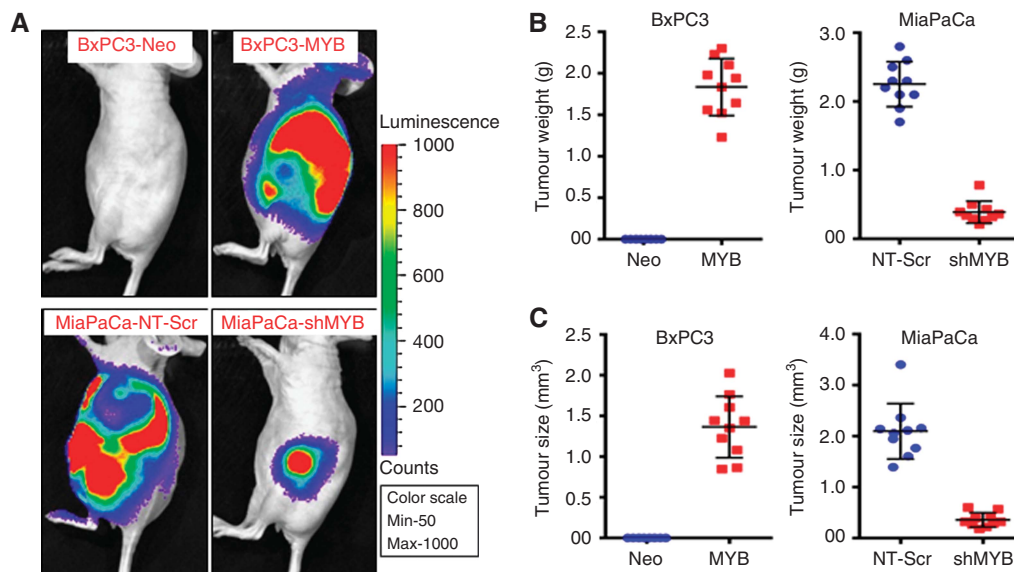 A
BxPC3-Neo
BxPC3-MYB
MiaPaCa-NT-Scr
MiaPaCa-shMYB
Luminescence
1000
800
600
400
200
Counts
Color scale
Min-50
Max-1000
B
BxPC3
Tumour weight (g)
2.5
2.0
1.5
1.0
0.5
00
Neo MYB
MiaPaCa
Tumour weight (g)
3.0
2.0
1.0
00
NT-Scr shMYB
C
BxPC3
Tumour size (mm³)
2.5
2.0
1.5
1.0
0.5
00
Neo MYB
MiaPaCa
Tumour size (mm³)
4.0
3.0
2.0
1.0
00
NT-Scr shMYB